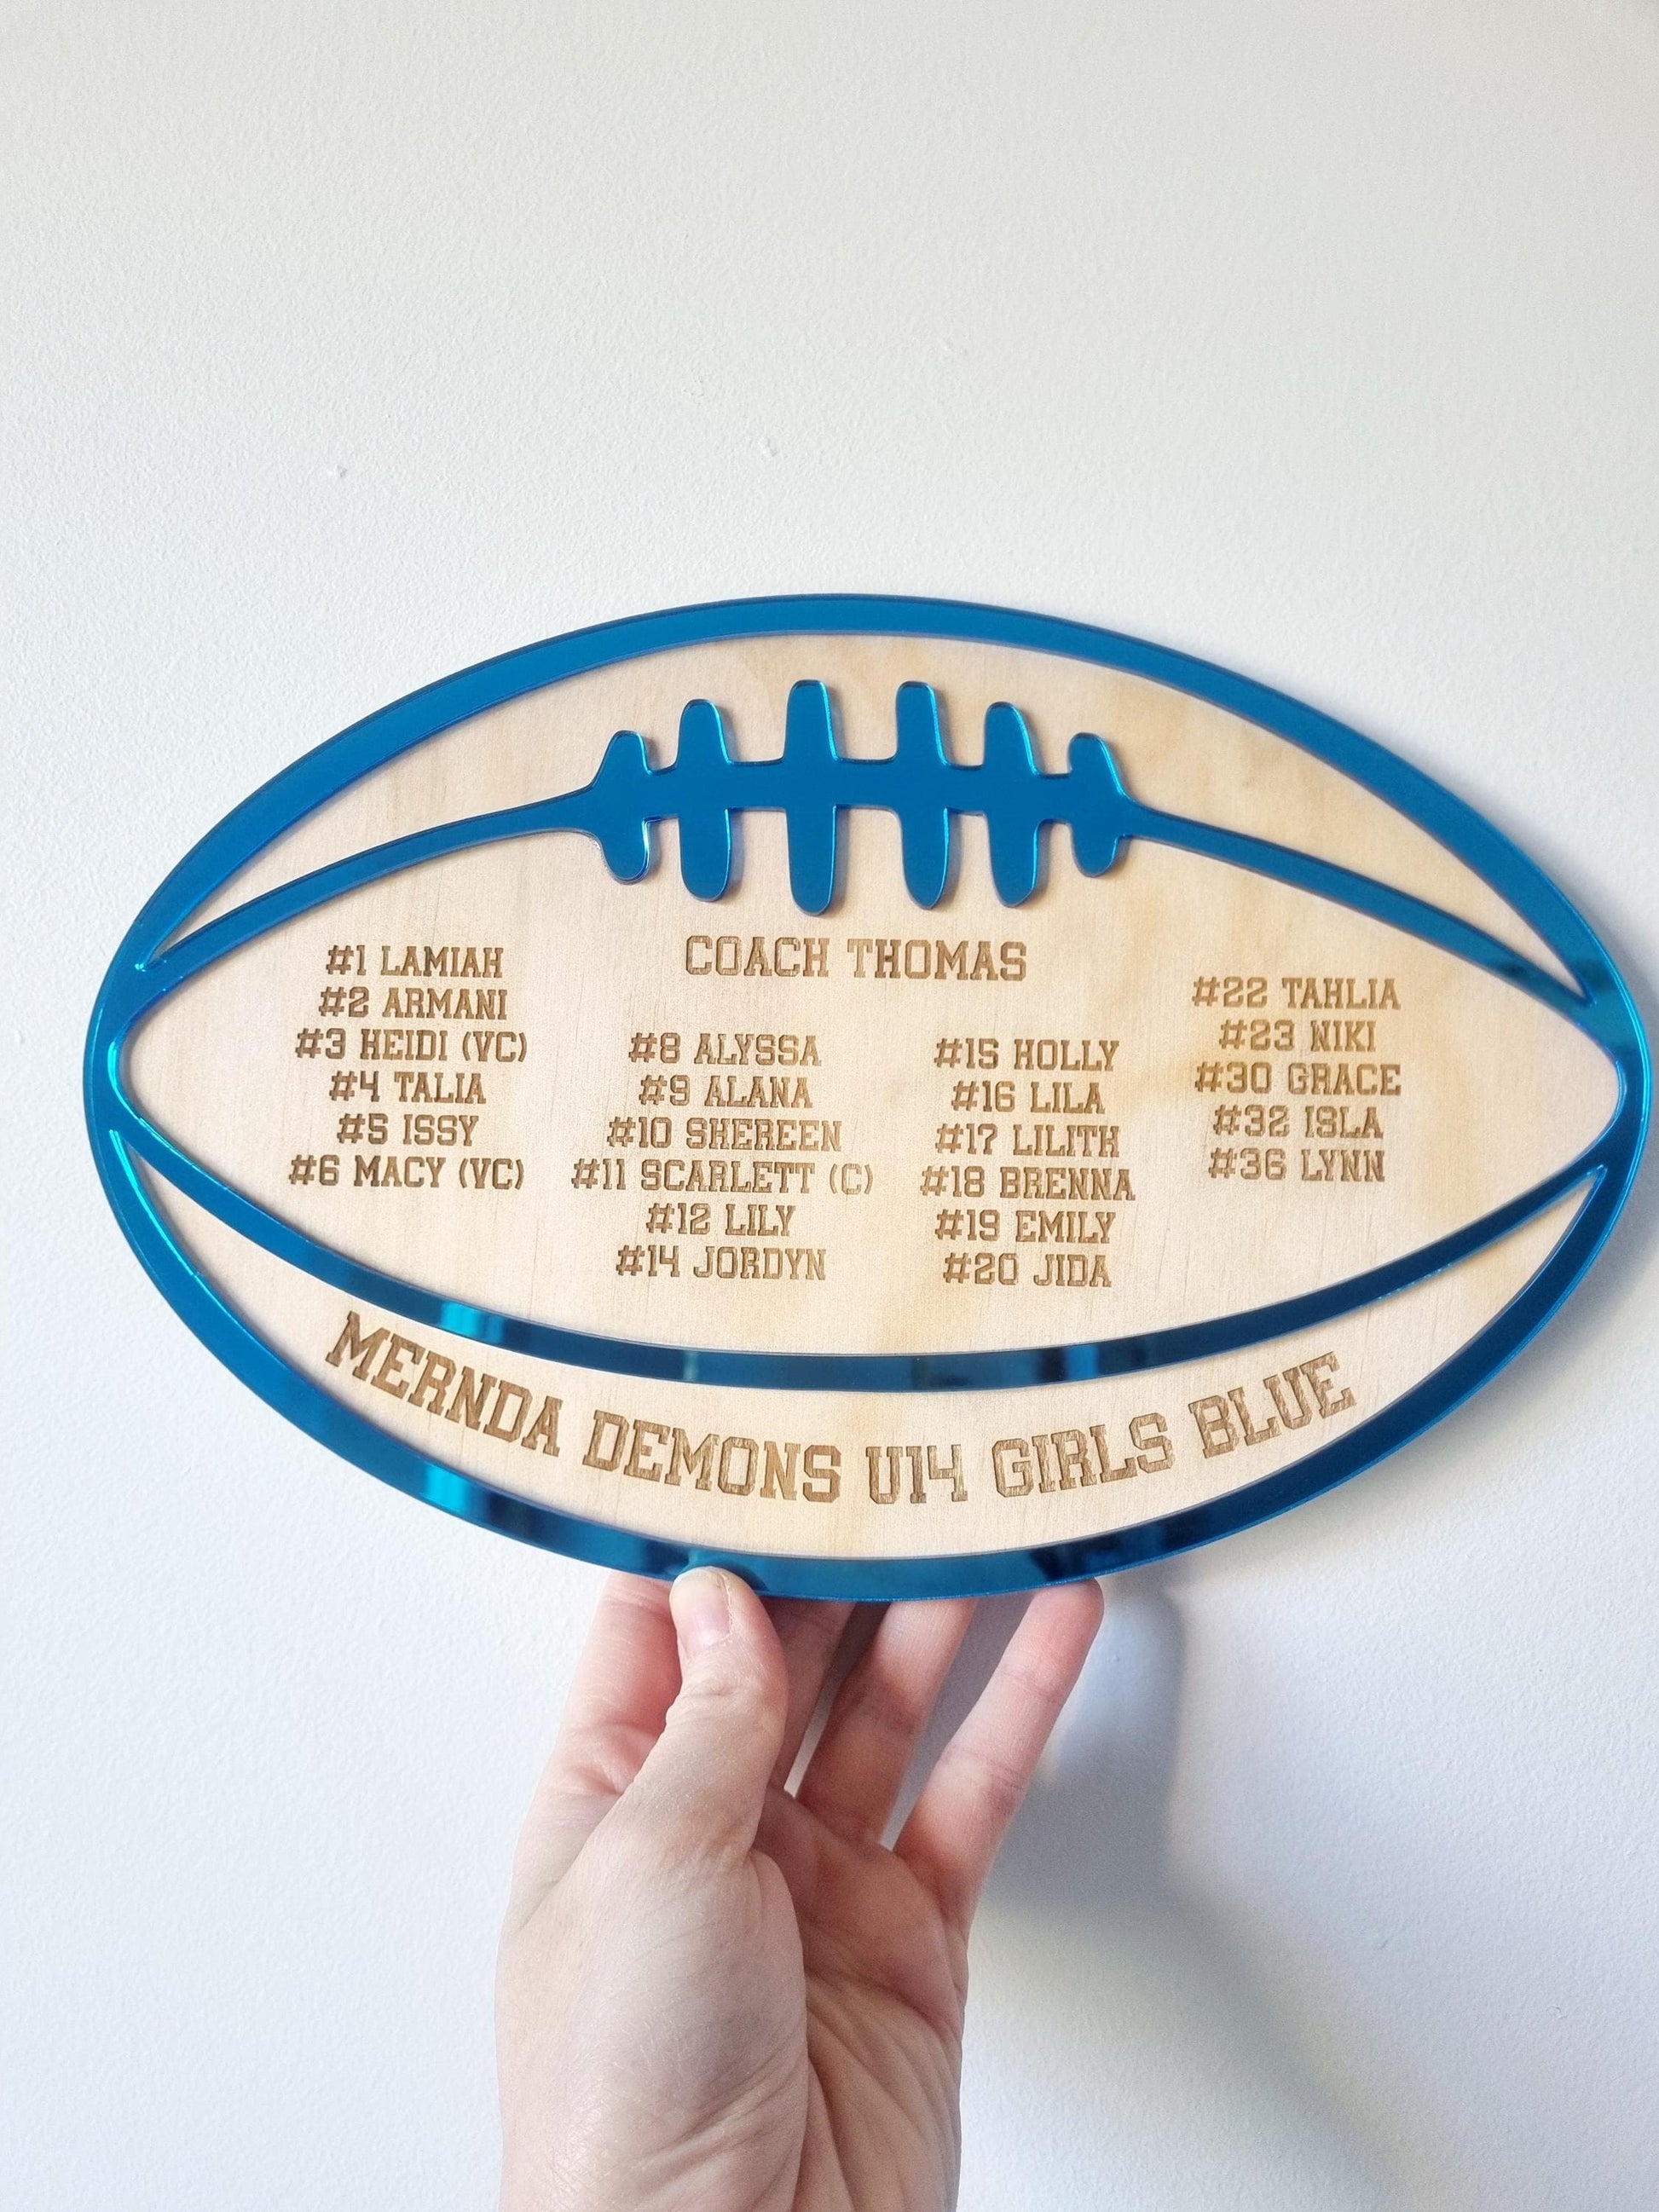 COACH THOMAS
#1 LAMIAH
#2 ARMANI
#3 HEIDI (VC)
#4 TALIA
#5 ISSY
#6 MACY (VC)
#8 ALYSSA
#9 ALANA
#10 SHEREEN
#11 SCARLETT (C)
#12 LILY
#14 JORDYN
#15 HOLLY
#16 LILA
#17 LILITH
#18 BRENNA
#19 EMILY
#20 JIDA
#22 TAHLIA
#23 NIKI
#30 GRACE
#32 ISLA
#36 LYNN
MERNDA DEMONS U14 GIRLS BLUE